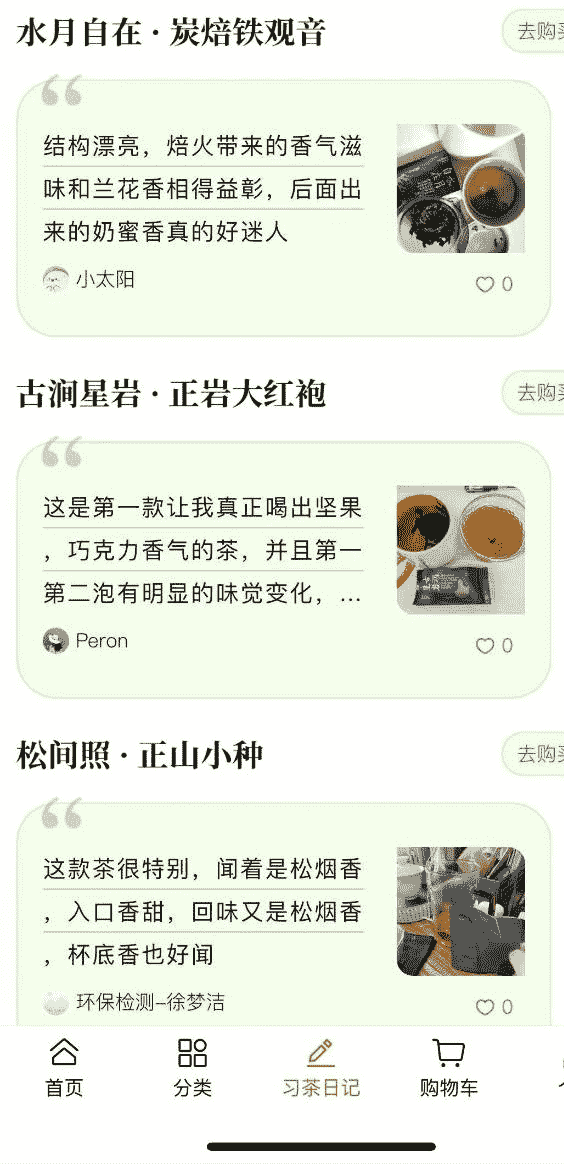 水月自在·炭焙铁观音
去购买
“
结构漂亮，焙火带来的香气滋
味和兰花香相得益彰，后面出
来的奶蜜香真的好迷人
小太阳
0
古涧星岩·正岩大红袍
去购买
“
这是第一款让我真正喝出坚果
，巧克力香气的茶，并且第一
第二泡有明显的味觉变化，...
Peron
0
松间照·正山小种
去购买
“
这款茶很特别，闻着是松烟香
，入口香甜，回味又是松烟香
，杯底香也好闻
环保检测-徐梦洁
0
首页
分类
习茶日记
购物车